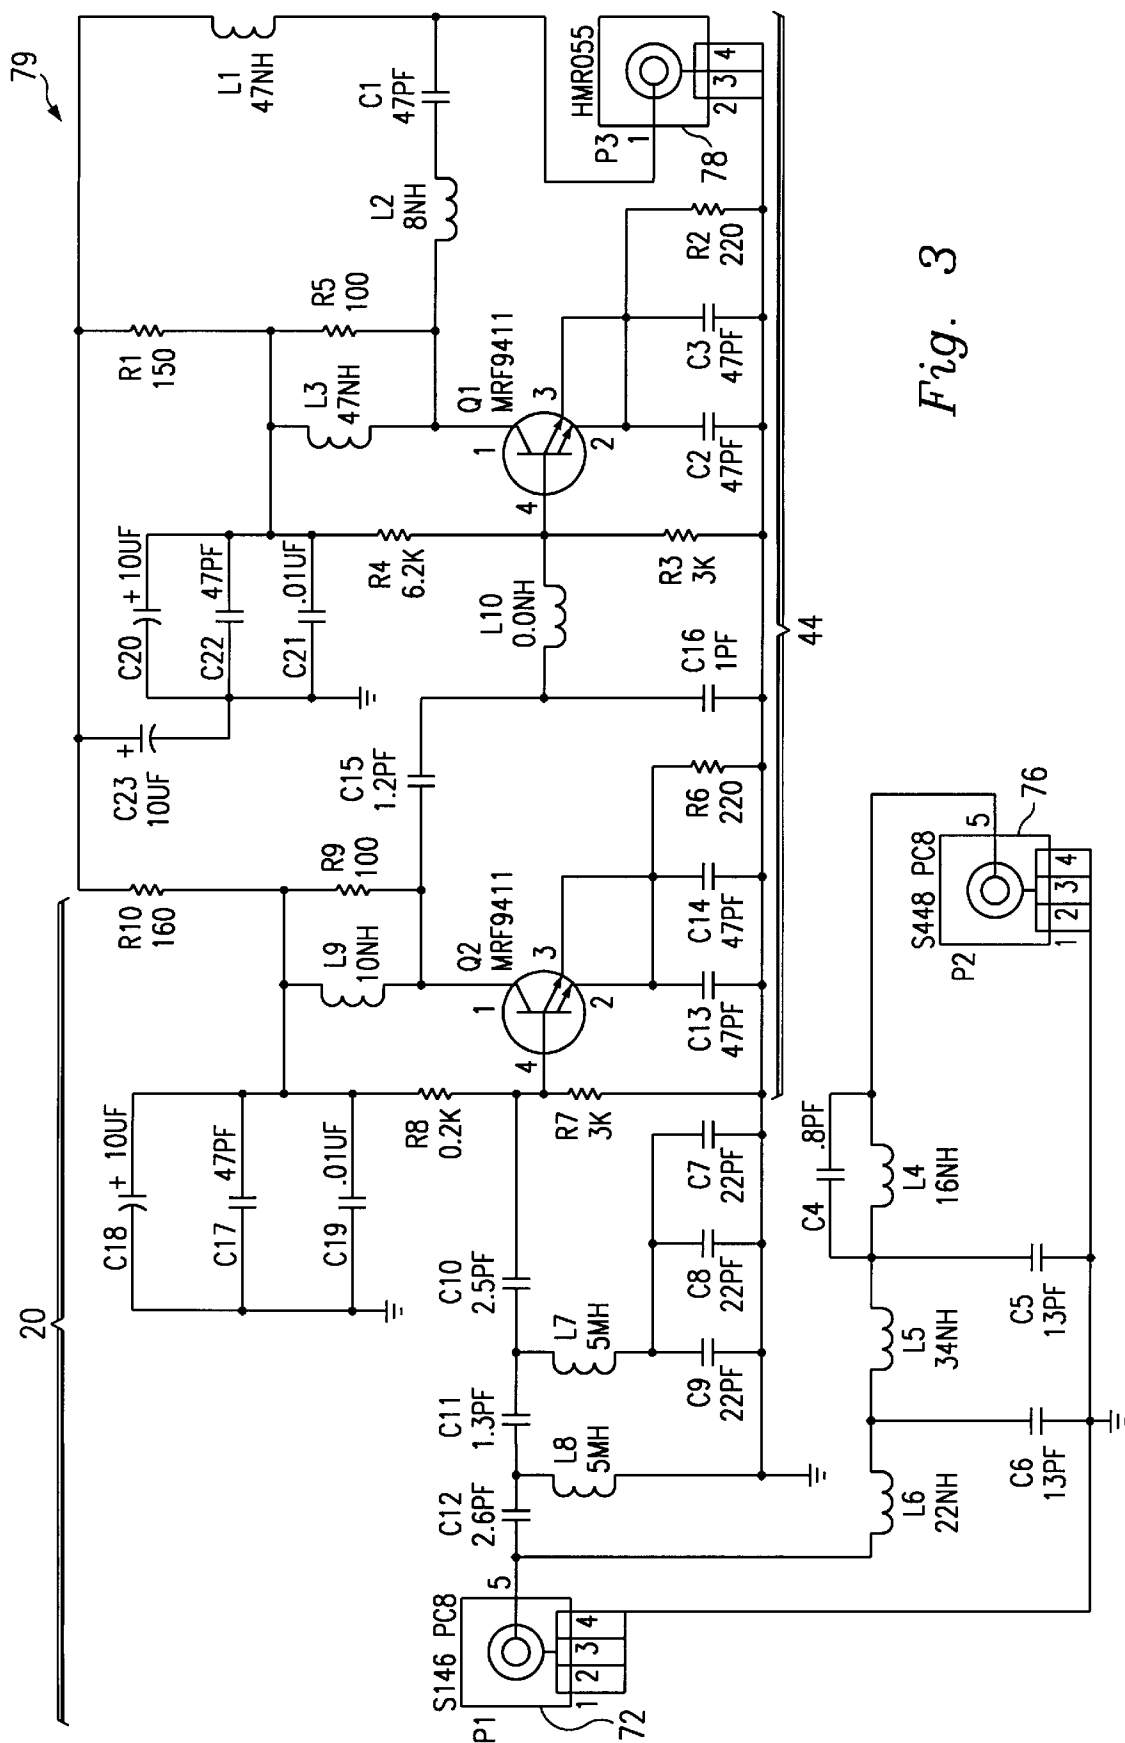 79
20
L1
47NH
C1
47PF
L2
8NH
HMR055
P3
1
2
3
4
78
R1
150
R5
100
L3
47NH
Q1
MRF9411
1
3
2
4
R2
220
C3
47PF
C2
47PF
C20
+ 10UF
C22
47PF
C21
.01UF
R4
6.2K
R3
3K
L10
0.0NH
C16
1PF
C23
+
10UF
C15
1.2PF
R6
220
44
R10
160
R9
100
L9
10NH
Q2
MRF9411
1
3
2
4
C14
47PF
C13
47PF
C18
+ 10UF
C17
47PF
C19
.01UF
R8
0.2K
R7
3K
C10
2.5PF
C7
22PF
C8
22PF
C9
22PF
L7
5MH
C11
1.3PF
L8
5MH
C12
2.6PF
S146 PC8
P1
5
1
2
3
4
72
C4
.8PF
L4
16NH
L5
34NH
L6
22NH
C5
13PF
C6
13PF
S448 PC8
P2
5
1
2
3
4
76
Fig. 3